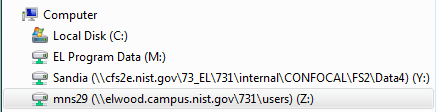 Computer
Local Disk (C:)
EL Program Data (M:)
Sandia (\\cfs2e.nist.gov\73_EL\731\internal\CONFOCAL\FS2\Data4) (Y:)
mns29 (\\elwood.campus.nist.gov\731\users) (Z:)